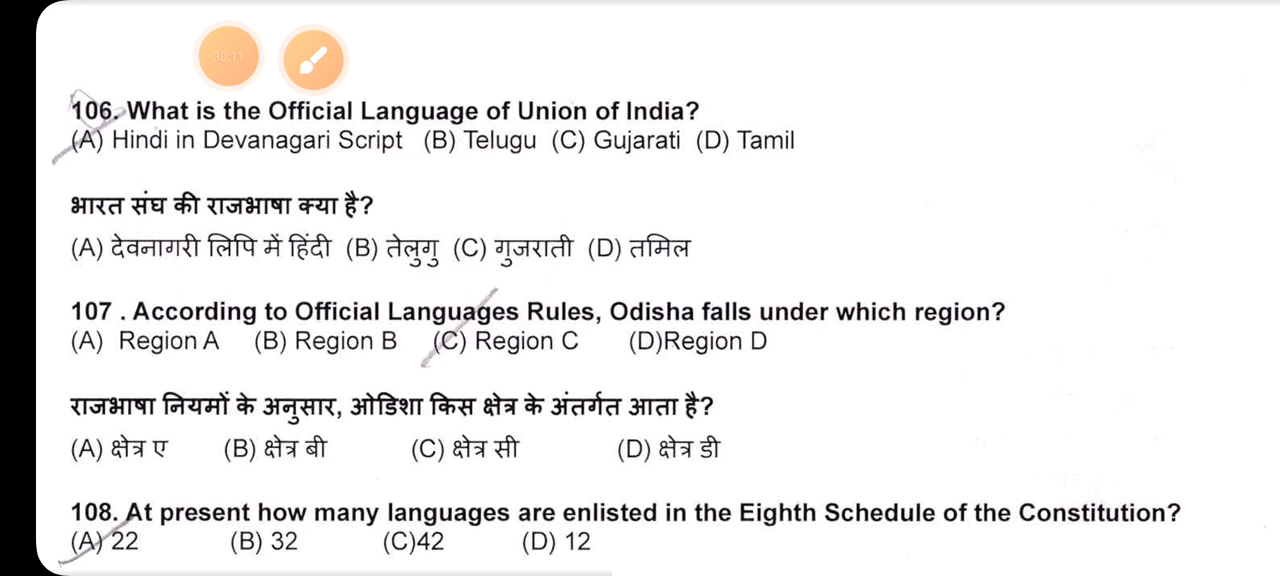 30:11
106. What is the Official Language of Union of India?
(A) Hindi in Devanagari Script (B) Telugu (C) Gujarati (D) Tamil
भारत संघ की राजभाषा क्या है?
(A) देवनागरी लिपि में हिंदी (B) तेलुगु (C) गुजराती (D) तमिल
107 . According to Official Languages Rules, Odisha falls under which region?
(A) Region A (B) Region B (C) Region C (D)Region D
राजभाषा नियमों के अनुसार, ओडिशा किस क्षेत्र के अंतर्गत आता है?
(A) क्षेत्र ए (B) क्षेत्र बी (C) क्षेत्र सी (D) क्षेत्र डी
108. At present how many languages are enlisted in the Eighth Schedule of the Constitution?
(A) 22 (B) 32 (C)42 (D) 12